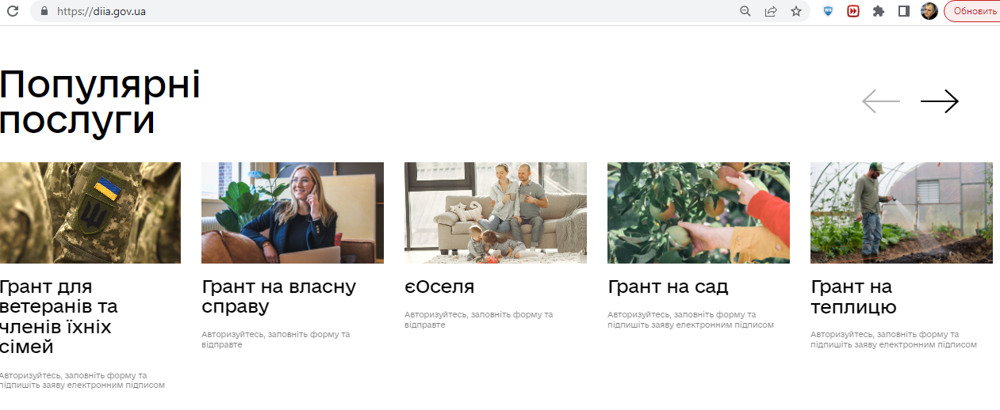 https://diia.gov.ua
Обновить
Популярні
послуги
Грант для
ветеранів та
членів їхніх
сімей
Авторизуйтесь, заповніть форму та
підпишіть заяву електронним підписом
Грант на власну
справу
Авторизуйтесь, заповніть форму та
відправте
єОселя
Авторизуйтесь, заповніть форму та
відправте
Грант на сад
Авторизуйтесь, заповніть форму та
підпишіть заяву електронним підписом
Грант на
теплицю
Авторизуйтесь, заповніть форму та
підпишіть заяву електронним підписом